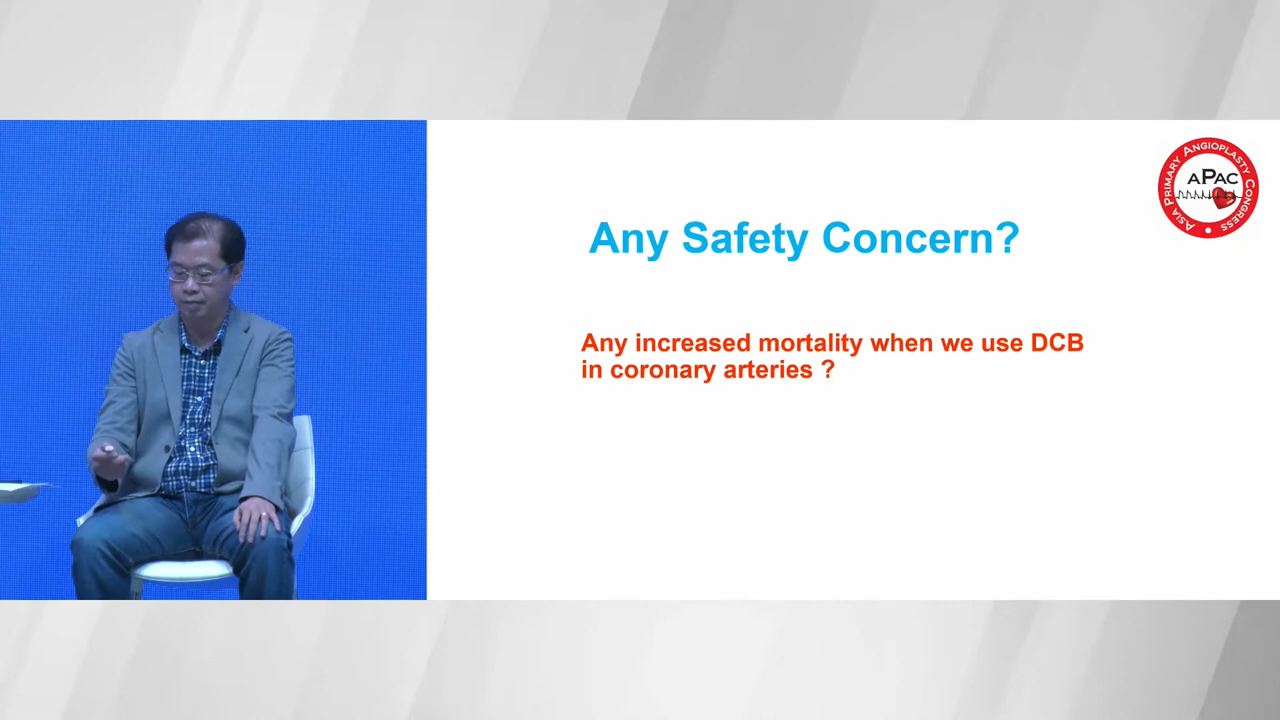 Any Safety Concern?
Any increased mortality when we use DCB
in coronary arteries ?
ASIA PRIMARY ANGIOPLASTY CONGRESS
APAC